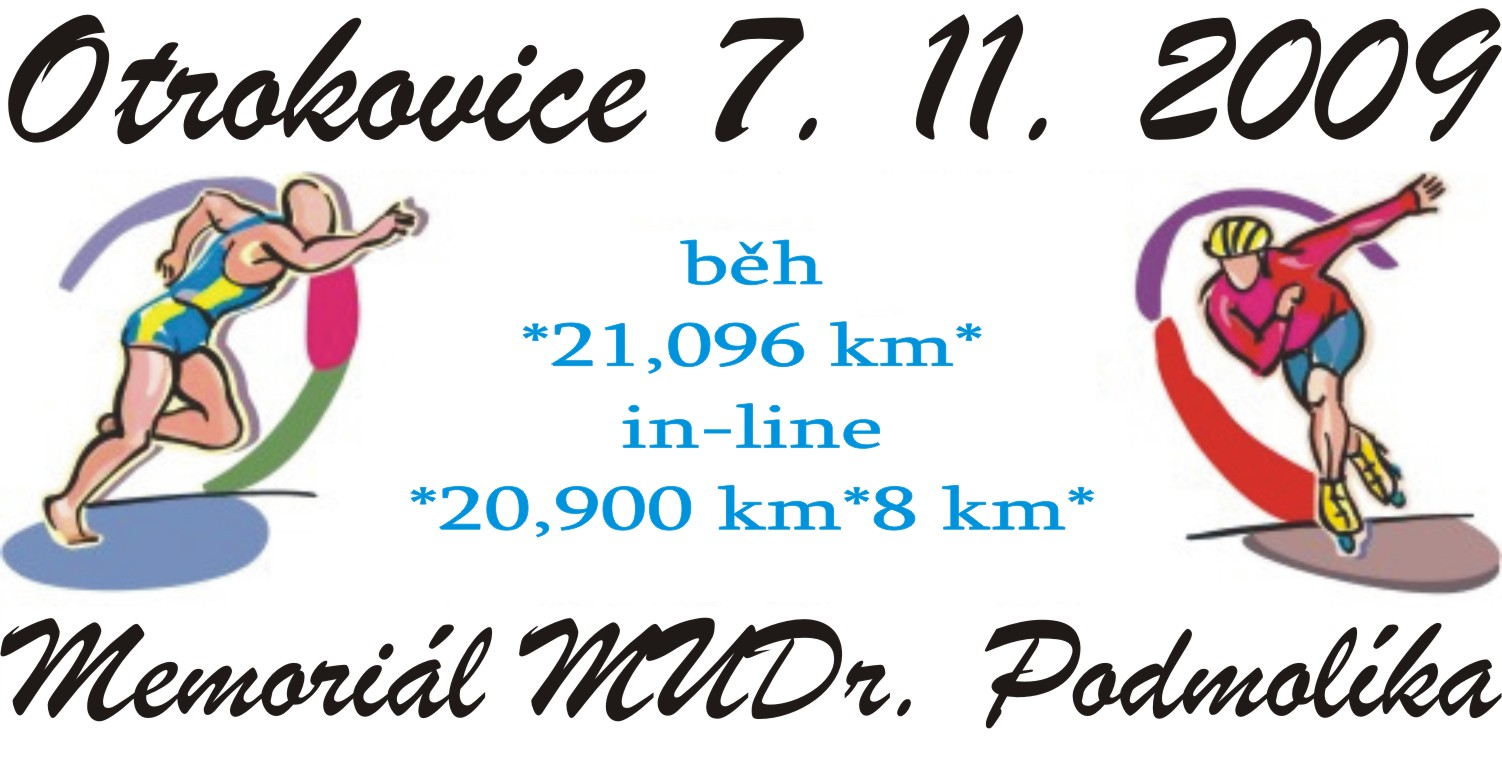 Otrokovice 7. 11. 2009
běh
*21,096 km*
in-line
*20,900 km*8 km*
Memoriál MUDr. Podmolíka